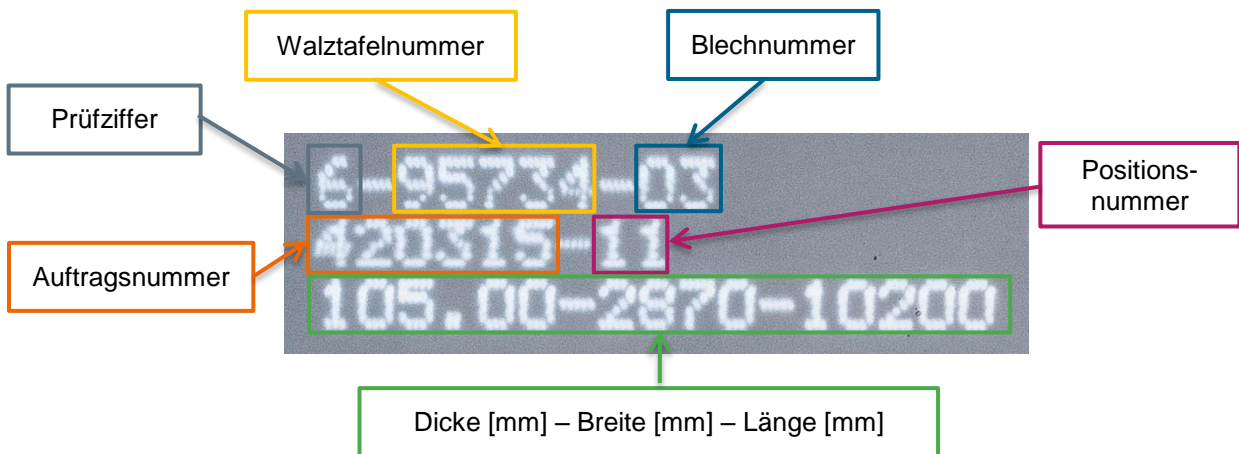 Walztafelnummer
Blechnummer
Prüfziffer
6-95734-03
Positions-
nummer
420315-11
Auftragsnummer
105.00-2870-10200
Dicke [mm] – Breite [mm] – Länge [mm]